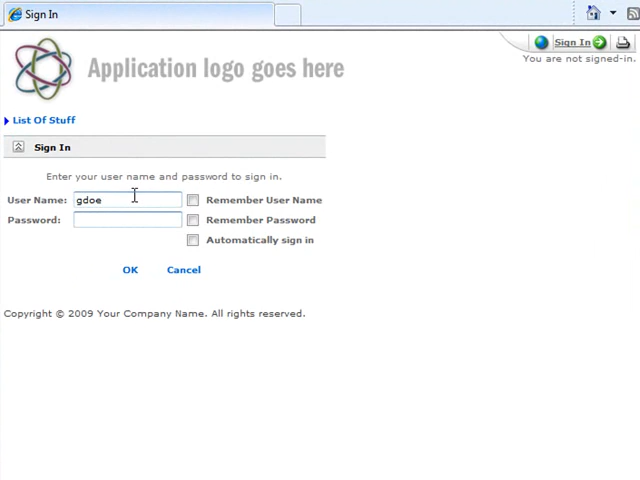 Sign In
Sign In
You are not signed-in.
Application logo goes here
List Of Stuff
Sign In
Enter your user name and password to sign in.
User Name: gdoe Remember User Name
Password: Remember Password
Automatically sign in
OK Cancel
Copyright © 2009 Your Company Name. All rights reserved.